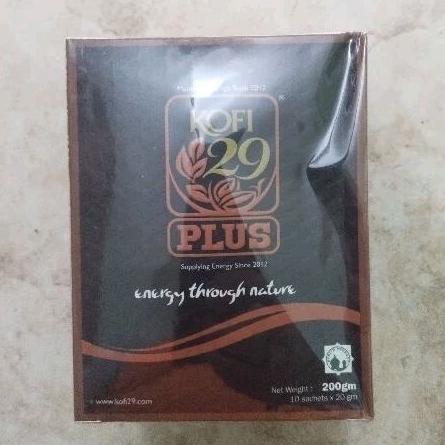 KOFI
29
®
PLUS
Supplying Energy Since 2012
energy through nature
Net Weight : 200gm
10 sachets x 20 gm
www.kofi29.com